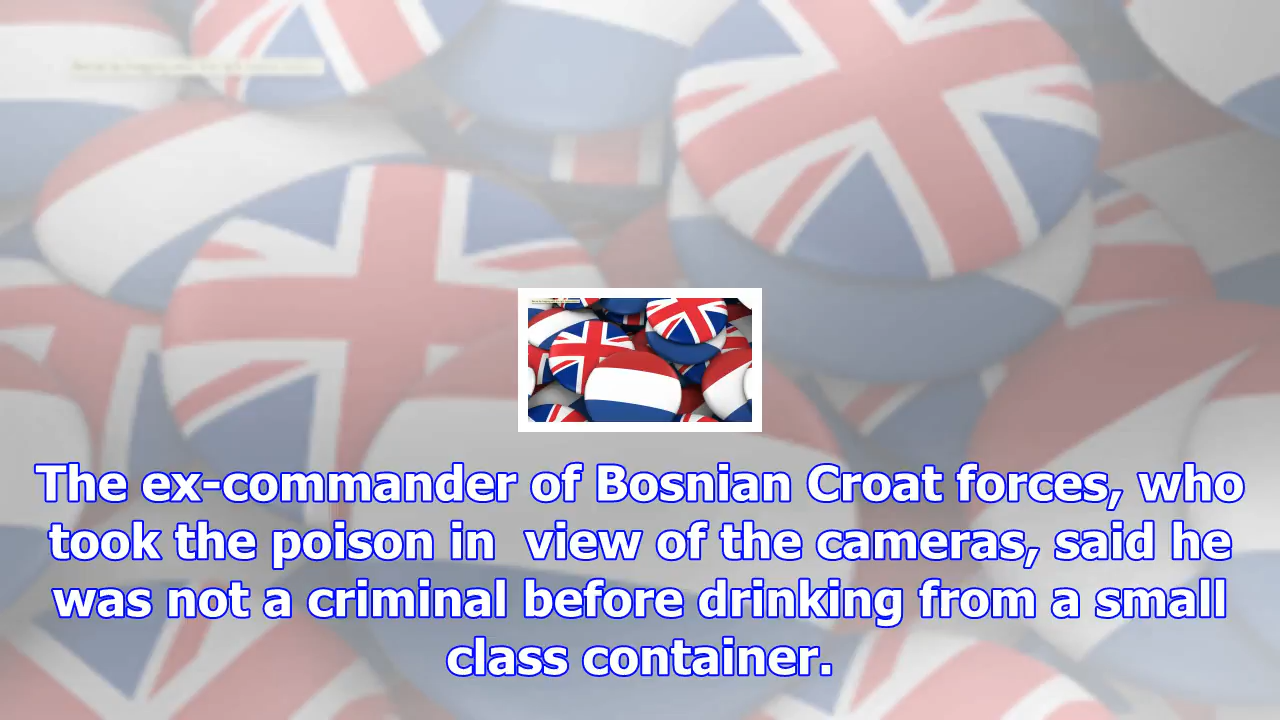 The ex-commander of Bosnian Croat forces, who
took the poison in  view of the cameras, said he
was not a criminal before drinking from a small
class container.